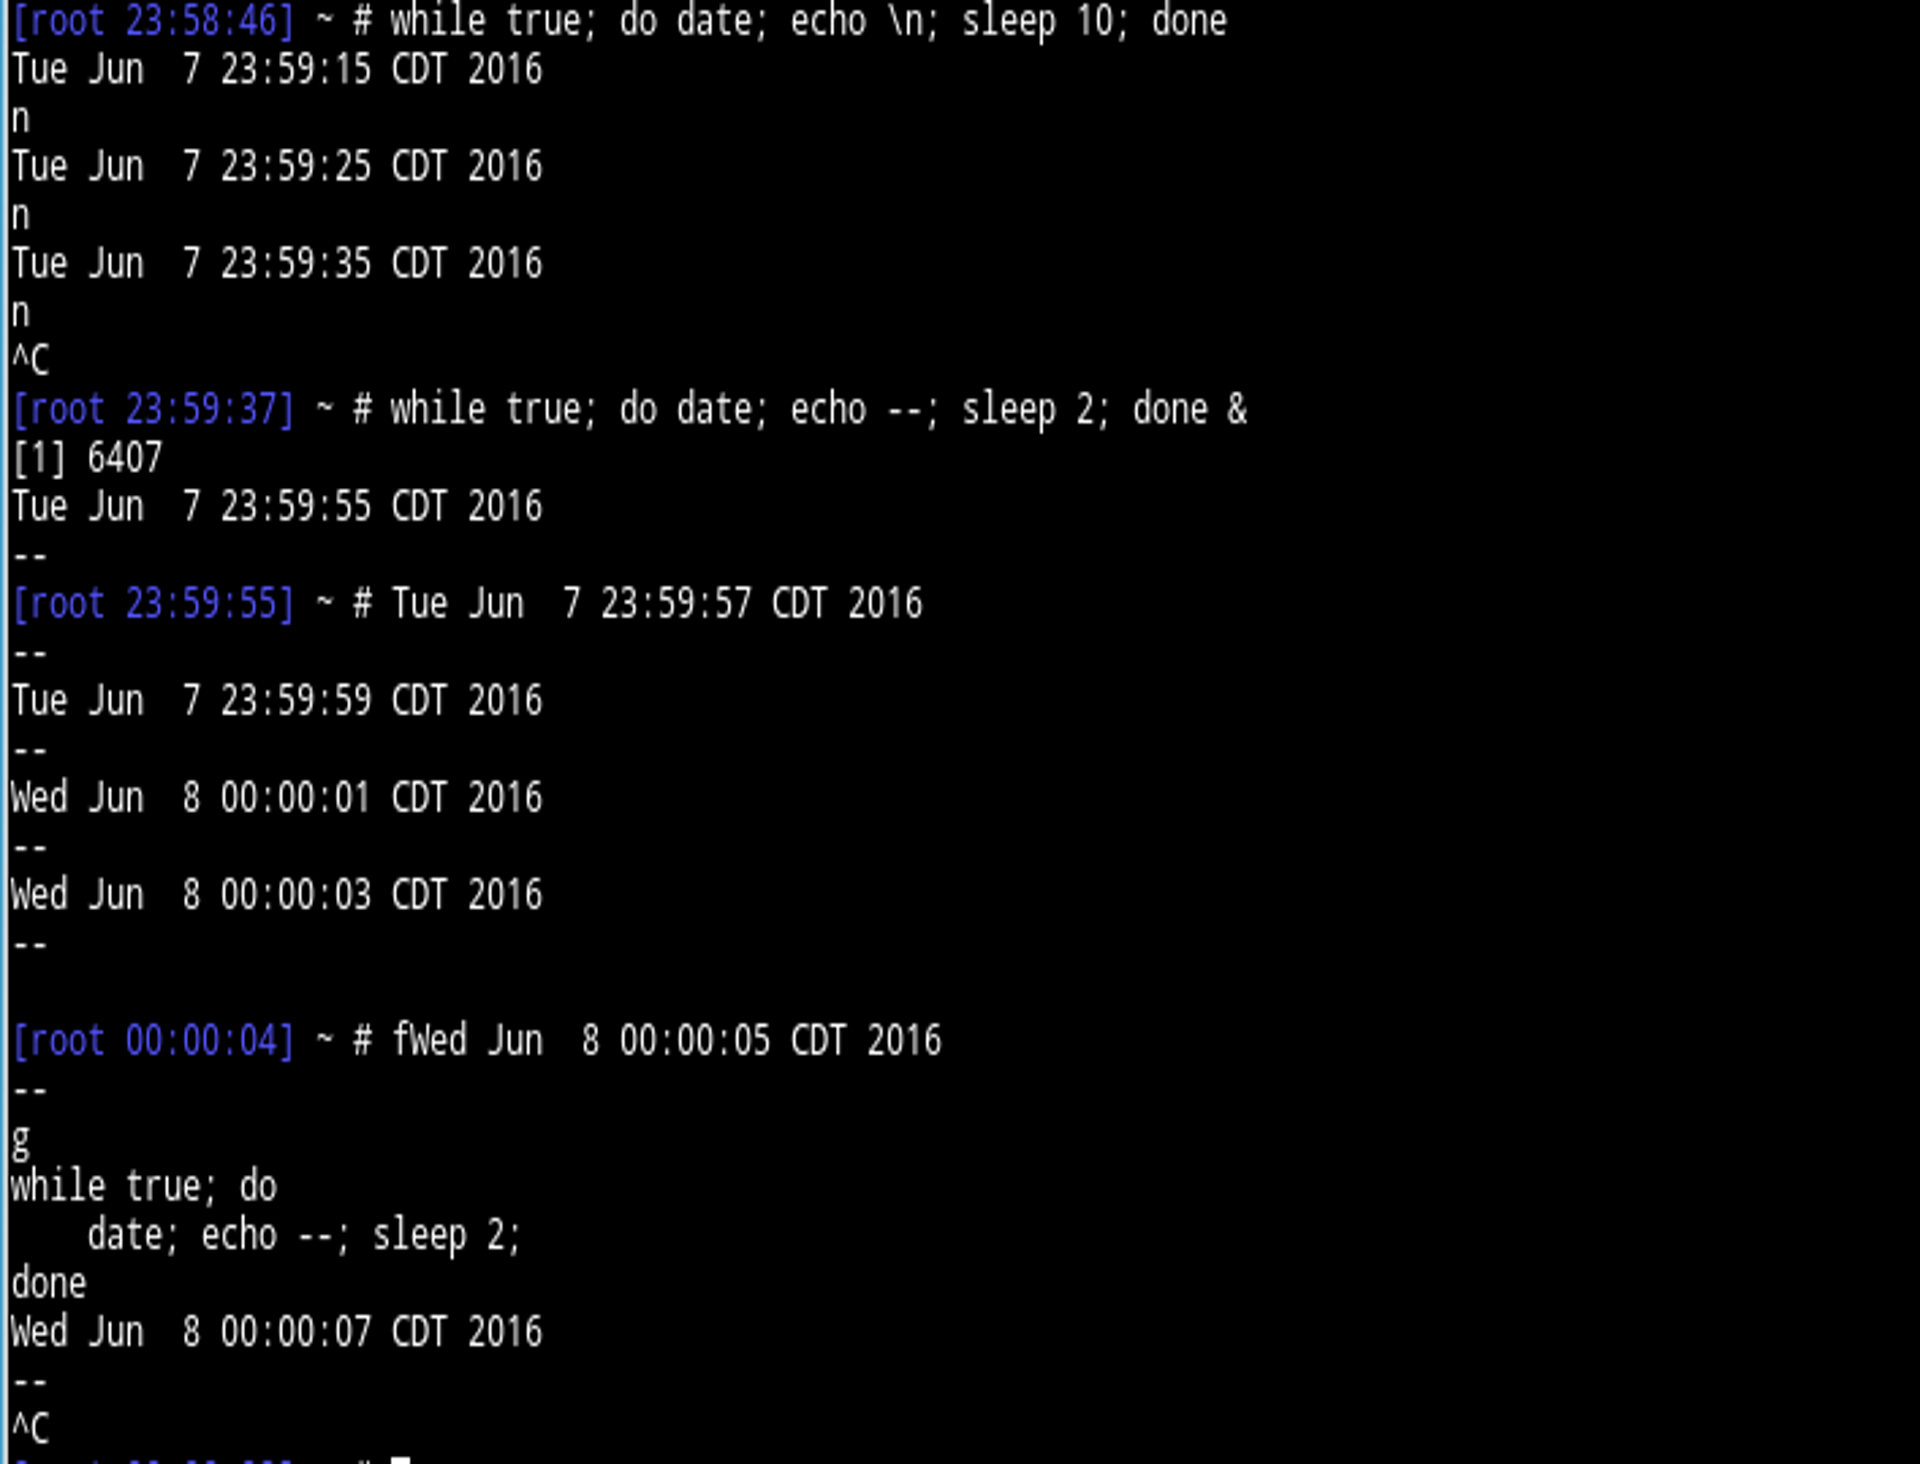 [root 23:58:46] ~ # while true; do date; echo \n; sleep 10; done
Tue Jun  7 23:59:15 CDT 2016
n
Tue Jun  7 23:59:25 CDT 2016
n
Tue Jun  7 23:59:35 CDT 2016
n
^C
[root 23:59:37] ~ # while true; do date; echo --; sleep 2; done &
[1] 6407
Tue Jun  7 23:59:55 CDT 2016
--
[root 23:59:55] ~ # Tue Jun  7 23:59:57 CDT 2016
--
Tue Jun  7 23:59:59 CDT 2016
--
Wed Jun  8 00:00:01 CDT 2016
--
Wed Jun  8 00:00:03 CDT 2016
--
[root 00:00:04] ~ # fWed Jun  8 00:00:05 CDT 2016
--
g
while true; do
    date; echo --; sleep 2;
done
Wed Jun  8 00:00:07 CDT 2016
--
^C